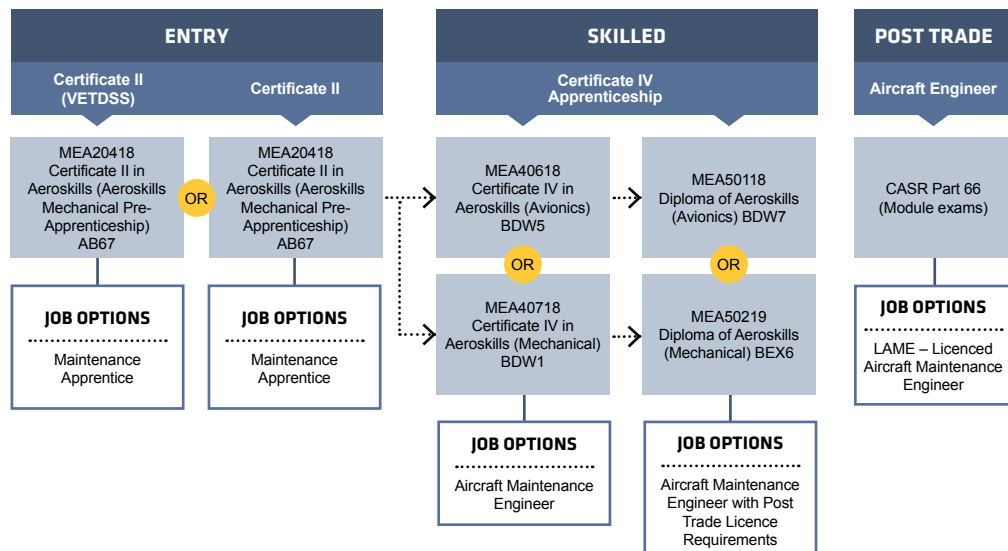 ENTRY
Certificate II
(VETDSS)
Certificate II
MEA20418
Certificate II in
Aeroskills (Aeroskills
Mechanical Pre-
Apprenticeship)
AB67
OR
MEA20418
Certificate II in
Aeroskills (Aeroskills
Mechanical Pre-
Apprenticeship)
AB67
JOB OPTIONS
Maintenance
Apprentice
JOB OPTIONS
Maintenance
Apprentice
SKILLED
Certificate IV
Apprenticeship
MEA40618
Certificate IV in
Aeroskills (Avionics)
BDW5
MEA50118
Diploma of Aeroskills
(Avionics) BDW7
OR
OR
MEA40718
Certificate IV in
Aeroskills (Mechanical)
BDW1
MEA50219
Diploma of Aeroskills
(Mechanical) BEX6
JOB OPTIONS
Aircraft Maintenance
Engineer
JOB OPTIONS
Aircraft Maintenance
Engineer with Post
Trade Licence
Requirements
POST TRADE
Aircraft Engineer
CASR Part 66
(Module exams)
JOB OPTIONS
LAME – Licenced
Aircraft Maintenance
Engineer